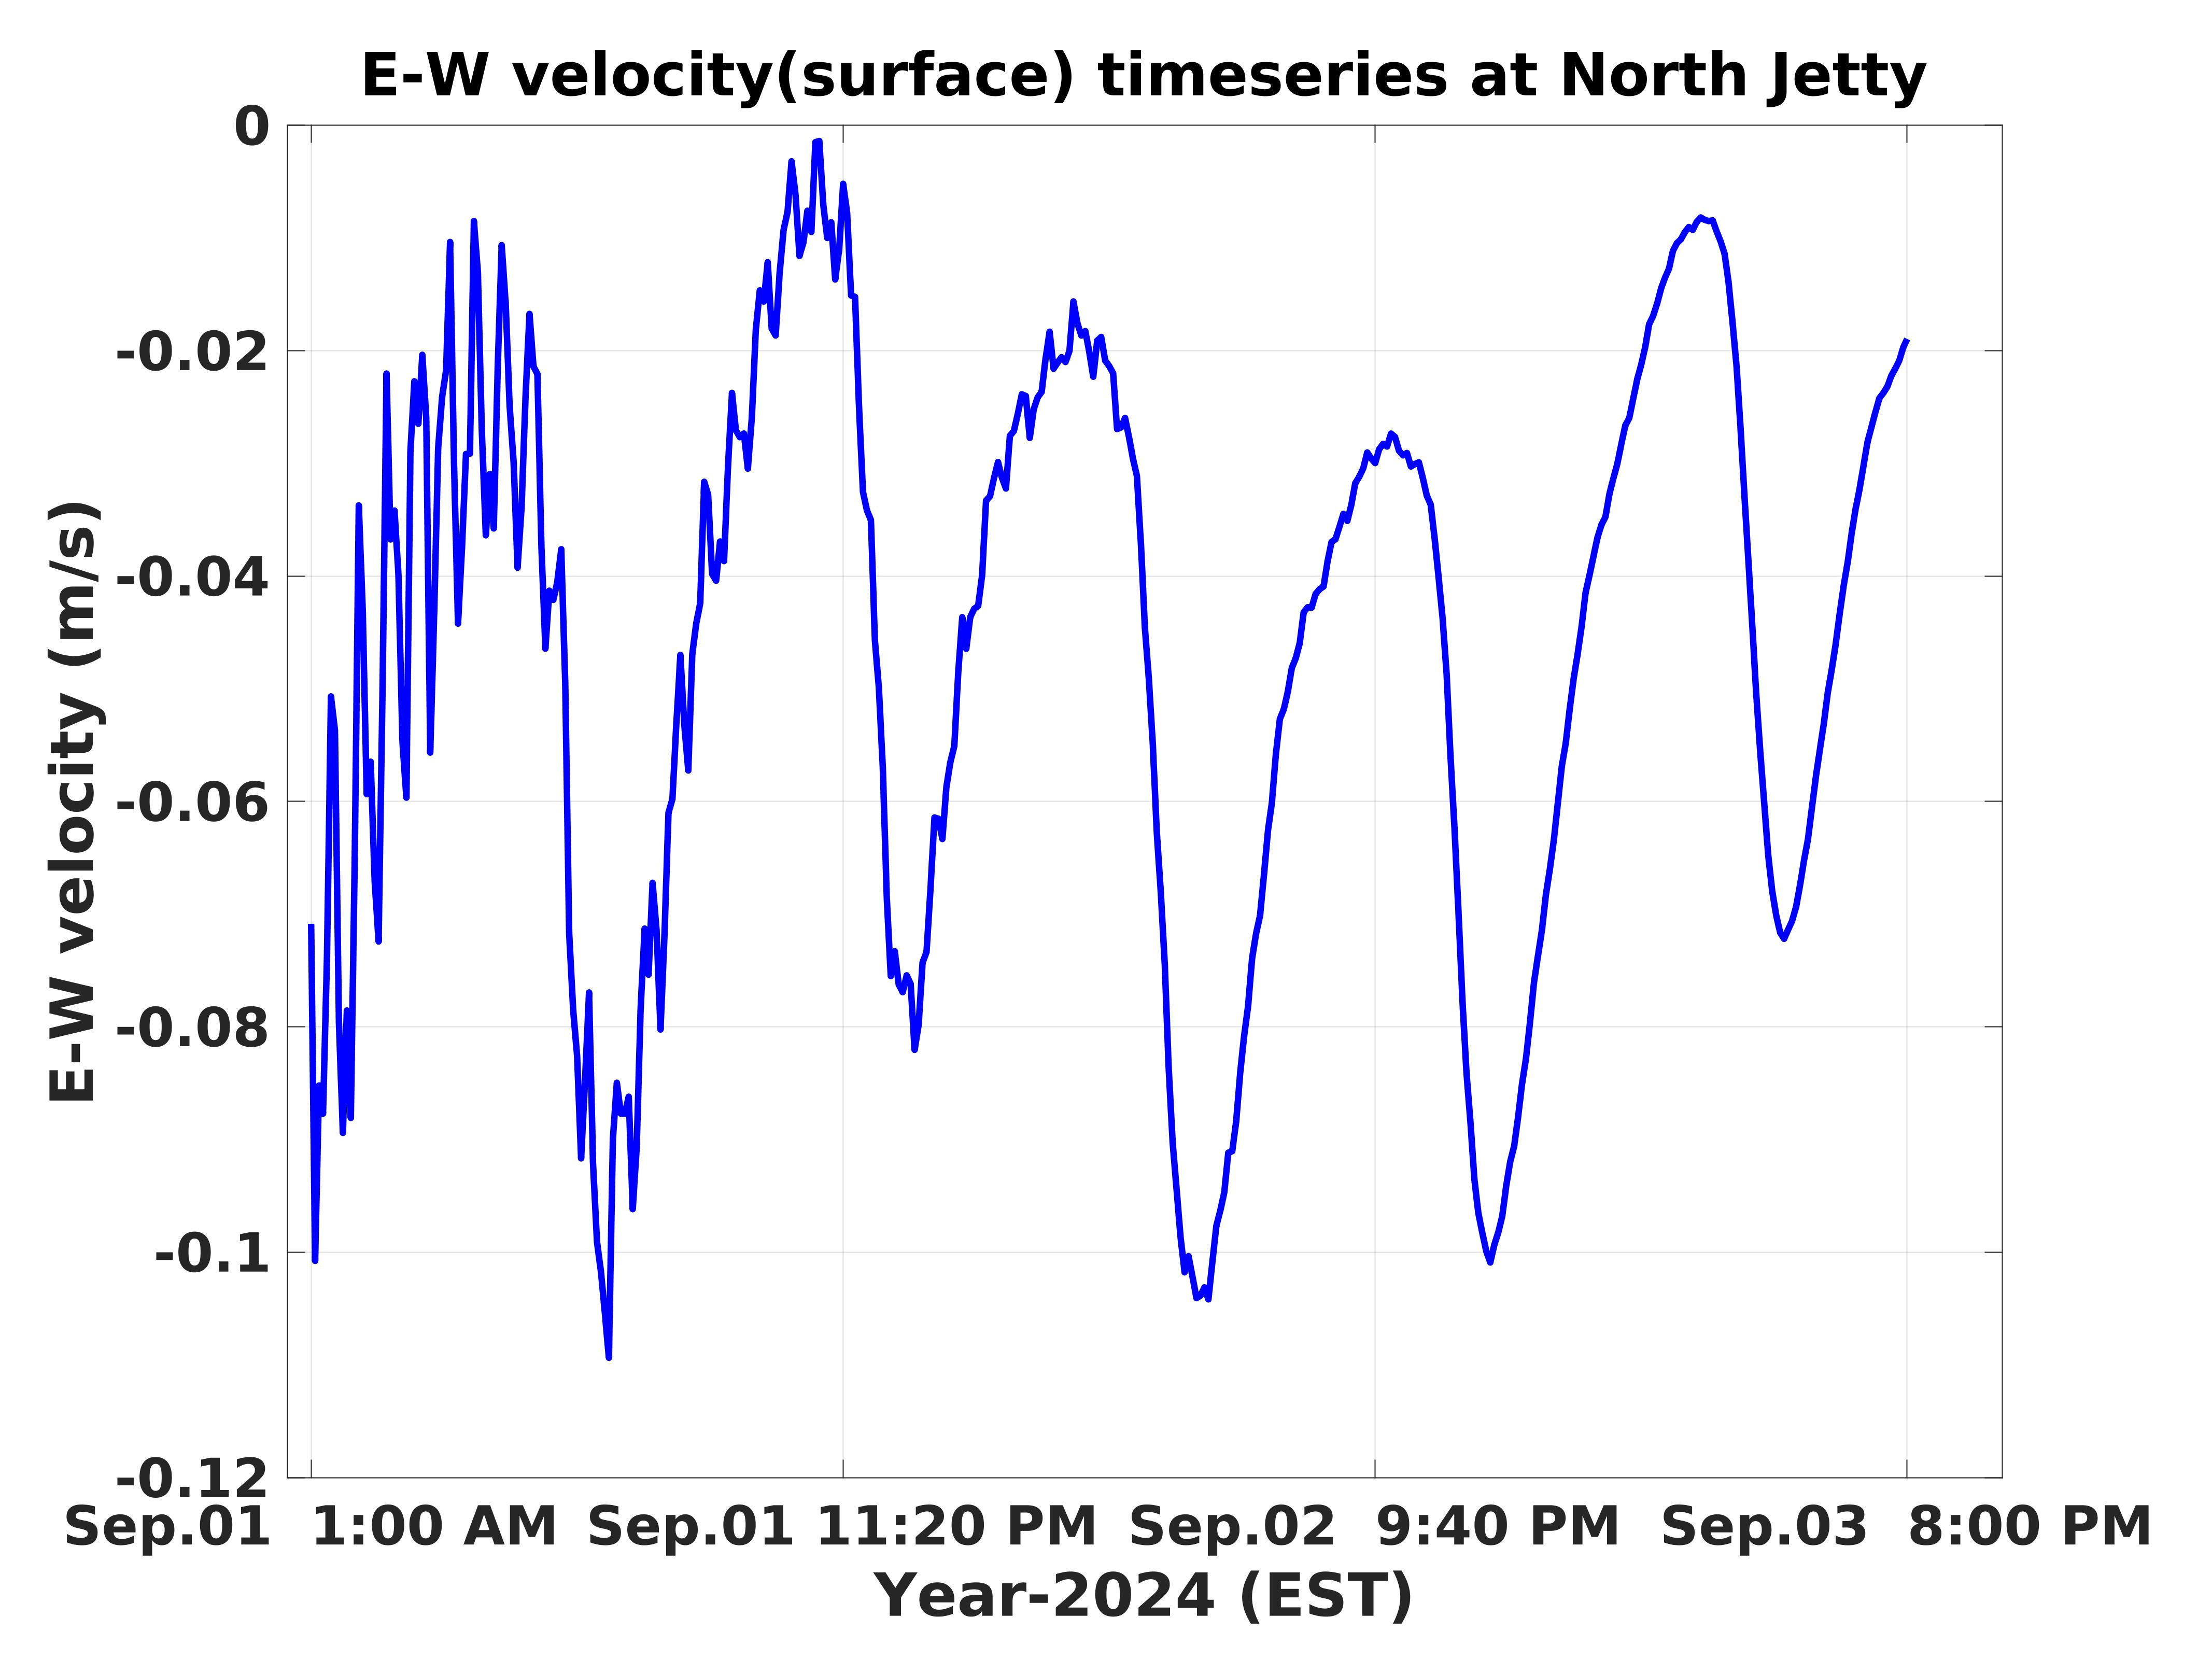 E-W velocity(surface) timeseries at North Jetty
0
-0.02
-0.04
-0.06
-0.08
-0.1
-0.12
E-W velocity (m/s)
Sep.01 1:00 AM Sep.01 11:20 PM Sep.02 9:40 PM Sep.03 8:00 PM
Year-2024 (EST)